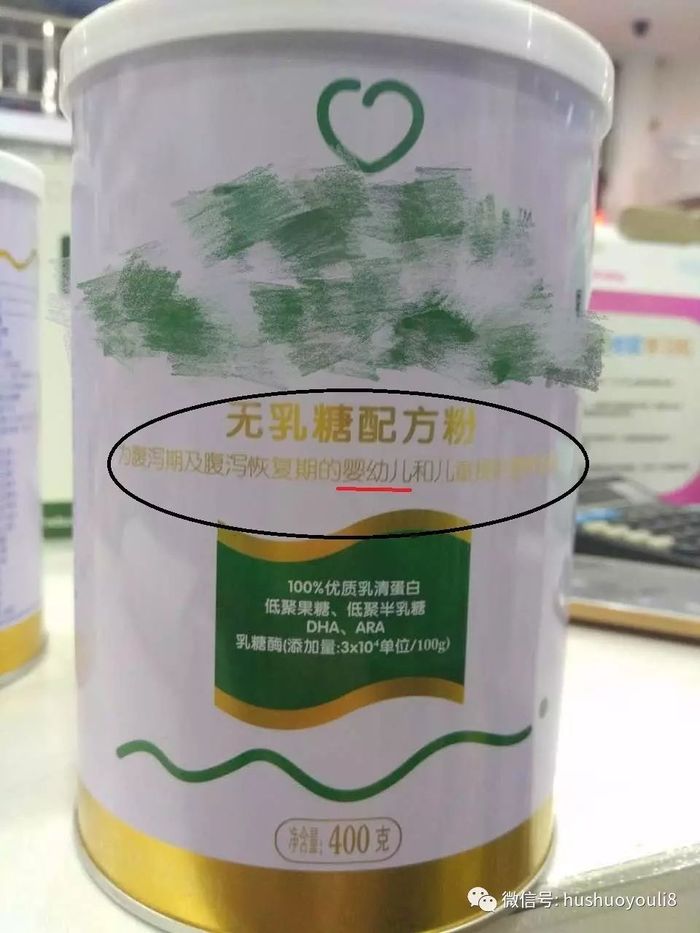 TM
无乳糖配方粉
为腹泻期及腹泻恢复期的婴幼儿和儿童
100%优质乳清蛋白
低聚果糖、低聚半乳糖
DHA、ARA
乳糖酶(添加量:3x10⁴单位/100g)
净含量: 400克
微信号: hushuoyouli8